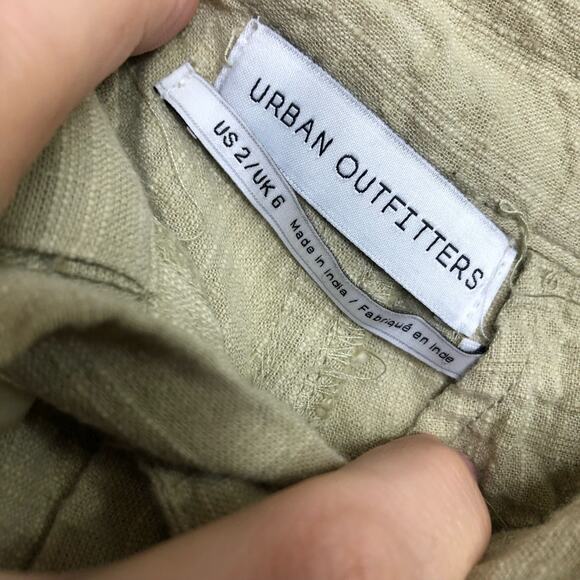 URBAN OUTFITTERS
US 2 / UK 6 Made in India / Fabriqué en Inde